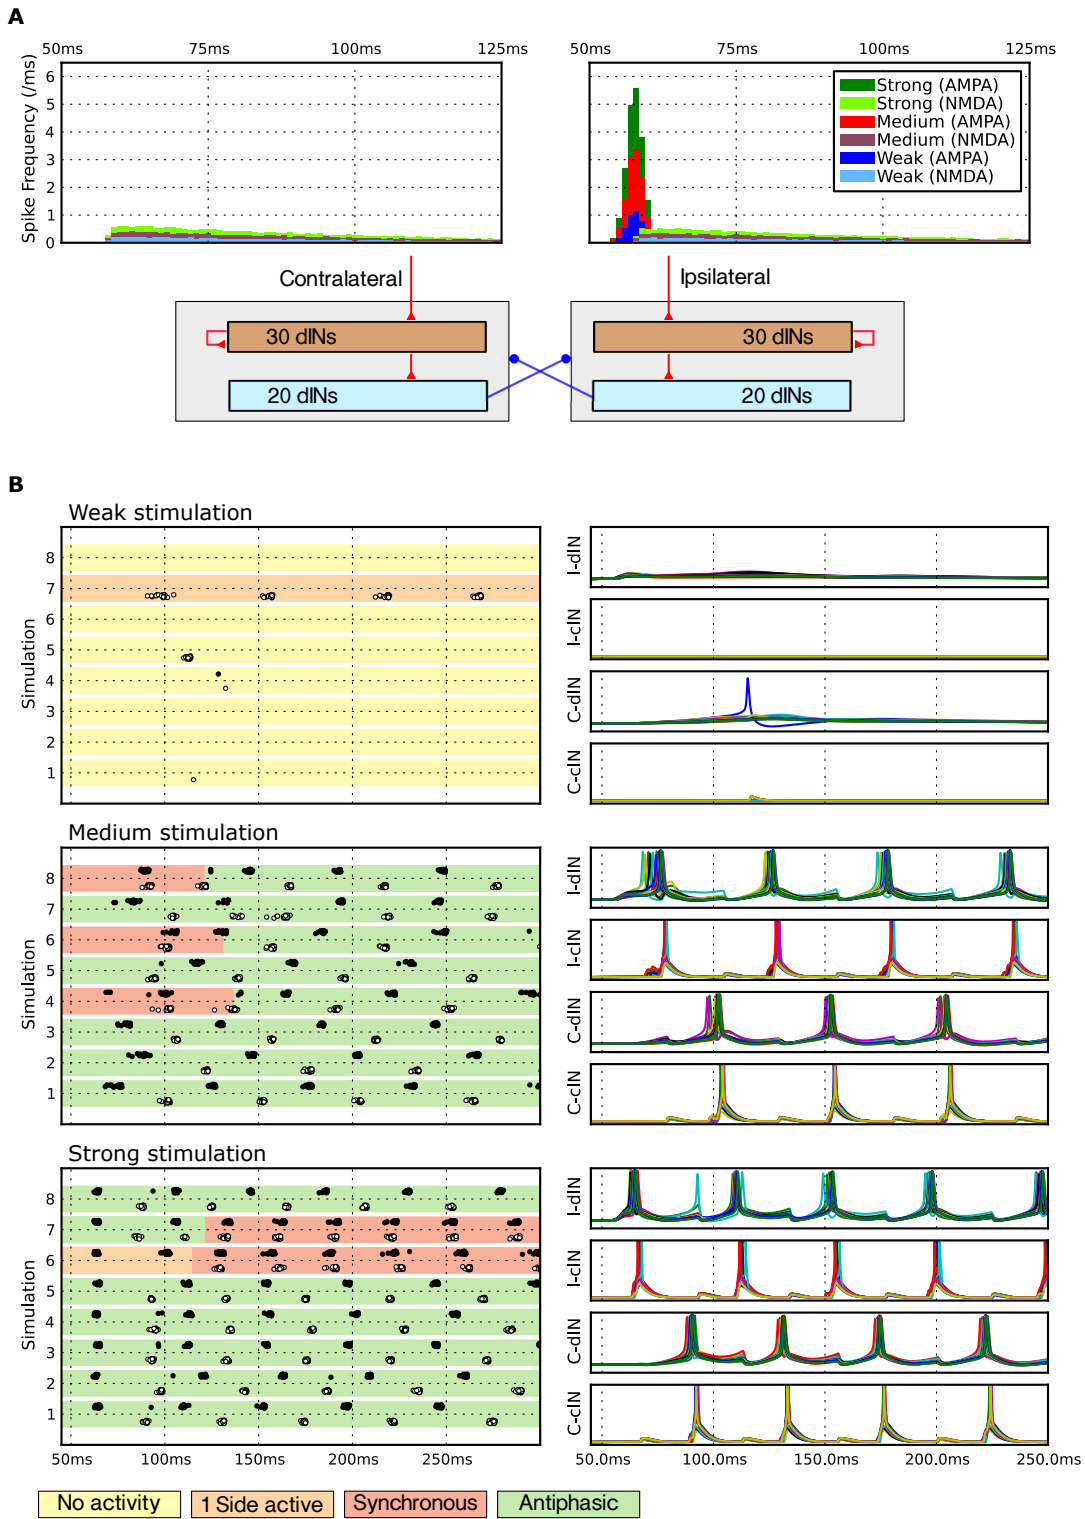 A
50ms 75ms 100ms 125ms
50ms 75ms 100ms 125ms
Spike Frequency (/ms)
6
5
4
3
2
1
0
Strong (AMPA)
Strong (NMDA)
Medium (AMPA)
Medium (NMDA)
Weak (AMPA)
Weak (NMDA)
Contralateral
Ipsilateral
30 dINs
30 dINs
20 dINs
20 dINs
B
Weak stimulation
Simulation
8
7
6
5
4
3
2
1
I-dIN
I-cIN
C-dIN
C-cIN
Medium stimulation
Simulation
8
7
6
5
4
3
2
1
I-dIN
I-cIN
C-dIN
C-cIN
Strong stimulation
Simulation
8
7
6
5
4
3
2
1
50ms 100ms 150ms 200ms 250ms
I-dIN
I-cIN
C-dIN
C-cIN
50.0ms 100.0ms 150.0ms 200.0ms 250.0ms
No activity
1 Side active
Synchronous
Antiphasic